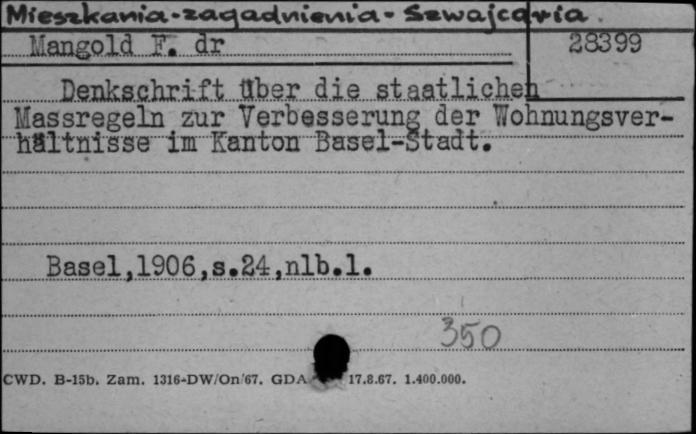 Mieszkania-zagadnienia-Szwajcaria.
Mangold F. dr 28399
Denkschrift über die staatlichen
Massregeln zur Verbesserung der Wohnungsver-
hältnisse im Kanton Basel-Stadt.
Basel,1906,s.24,nlb.1.
350
CWD. B-15b. Zam. 1316-DW/On/67. GDA 17.8.67. 1.400.000.